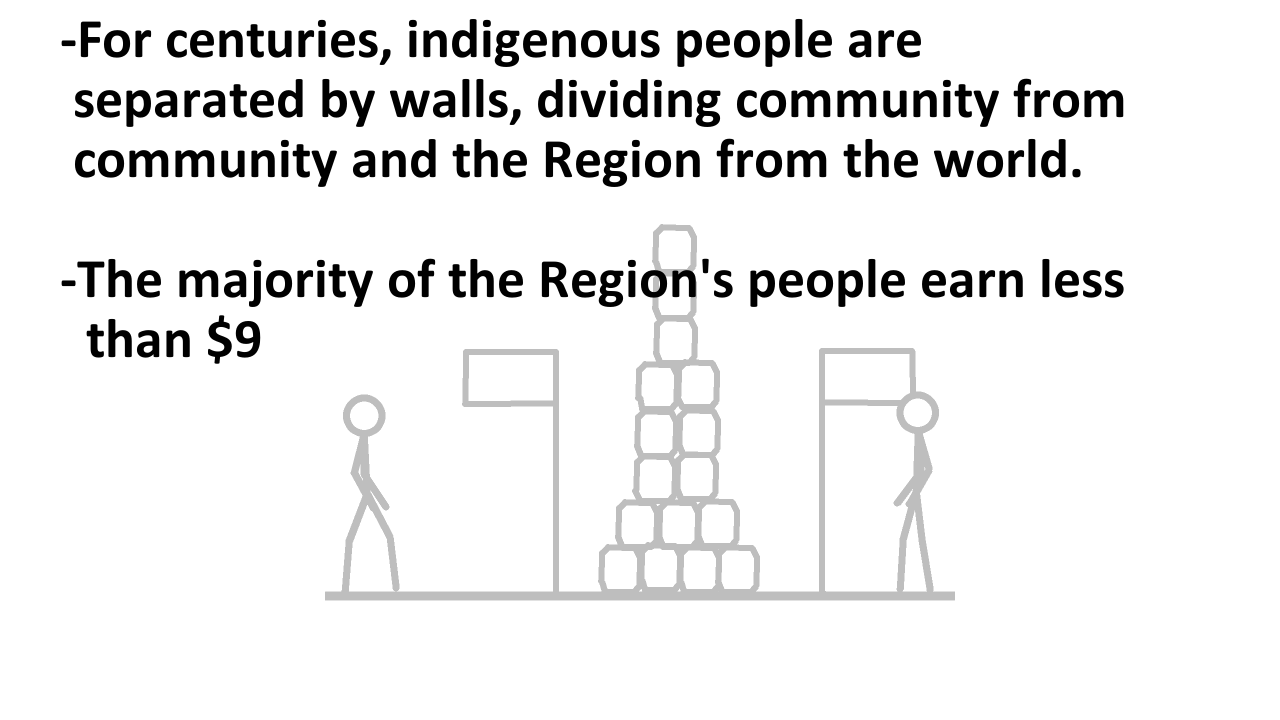 -For centuries, indigenous people are
separated by walls, dividing community from
community and the Region from the world.
-The majority of the Region's people earn less
than $9